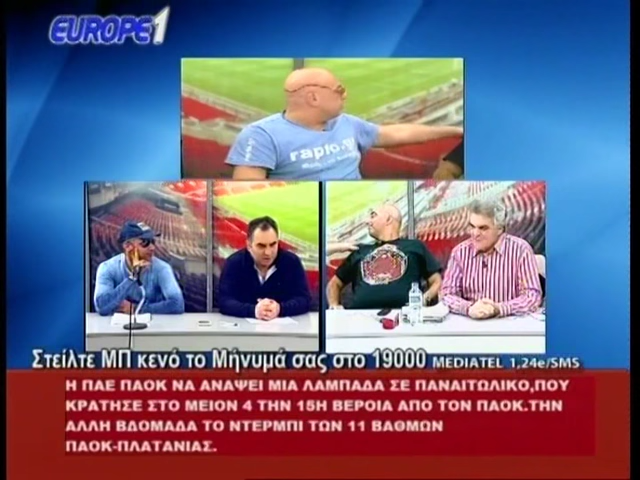 EUROPE1
rapto.gr
Στείλτε ΜΠ κενό το Μήνυμά σας στο 19000 MEDIATEL 1,24e/SMS
Η ΠΑΕ ΠΑΟΚ ΝΑ ΑΝΑΨΕΙ ΜΙΑ ΛΑΜΠΑΔΑ ΣΕ ΠΑΝΑΙΤΩΛΙΚΟ,ΠΟΥ
ΚΡΑΤΗΣΕ ΣΤΟ ΜΕΙΟΝ 4 ΤΗΝ 15Η ΒΕΡΟΙΑ ΑΠΟ ΤΟΝ ΠΑΟΚ.ΤΗΝ
ΑΛΛΗ ΒΔΟΜΑΔΑ ΤΟ ΝΤΕΡΜΠΙ ΤΩΝ 11 ΒΑΘΜΩΝ
ΠΑΟΚ-ΠΛΑΤΑΝΙΑΣ.